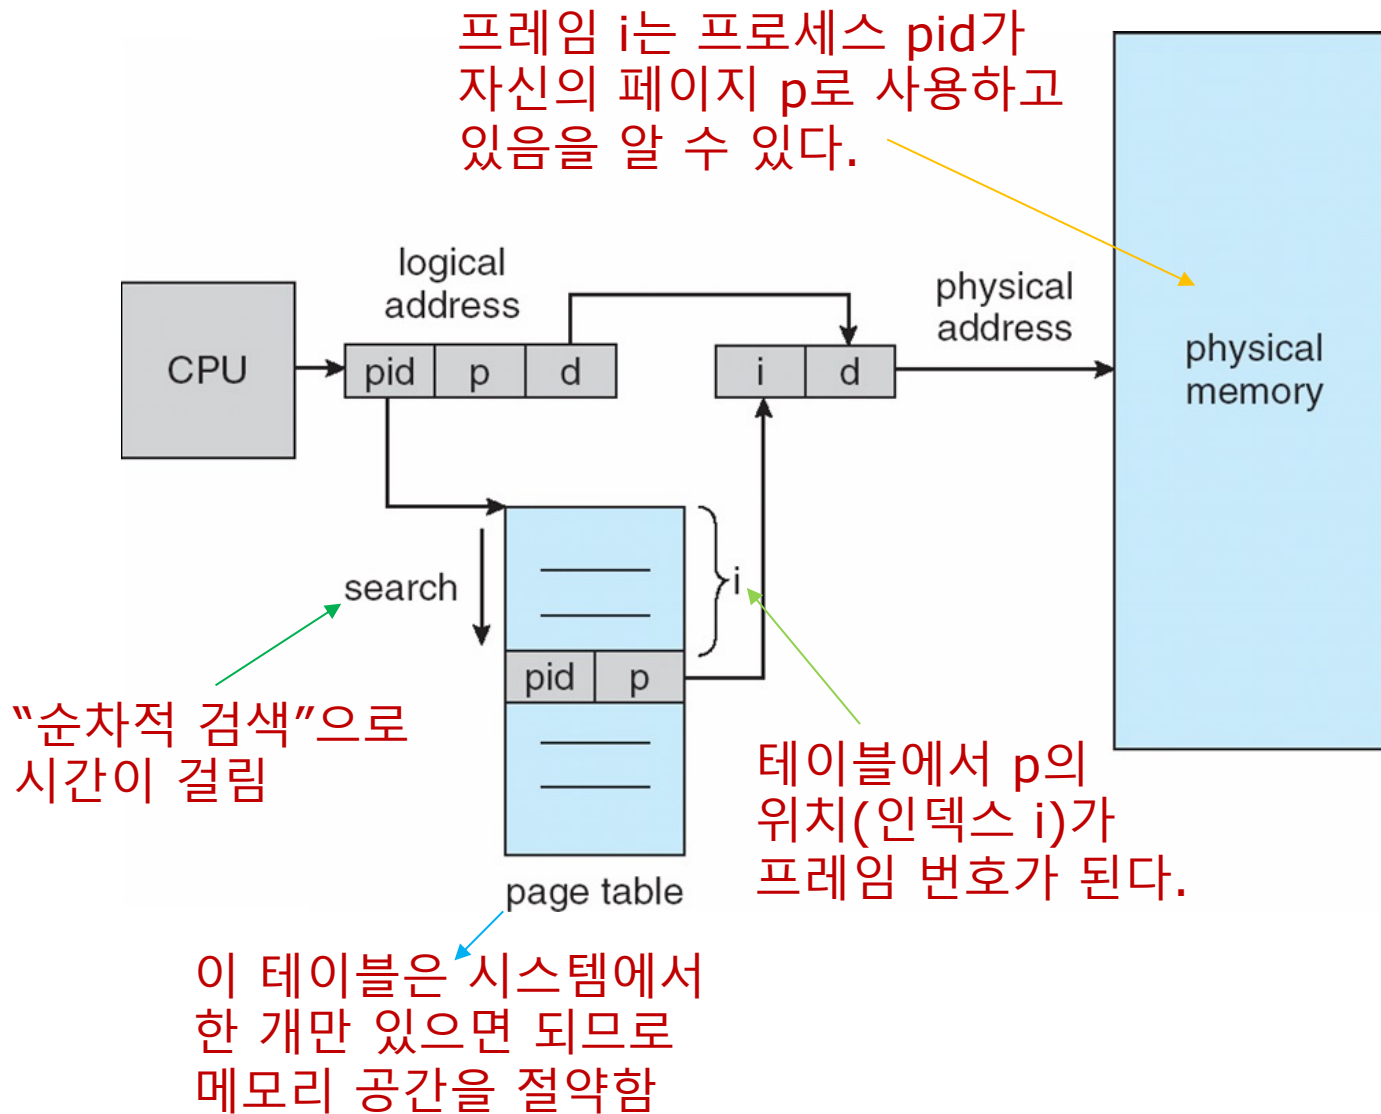 프레임 i는 프로세스 pid가
자신의 페이지 p로 사용하고
있음을 알 수 있다.
logical
address
physical
address
CPU
pid
p
d
i
d
physical
memory
search
i
pid
p
“순차적 검색”으로
시간이 걸림
테이블에서 p의
위치(인덱스 i)가
프레임 번호가 된다.
page table
이 테이블은 시스템에서
한 개만 있으면 되므로
메모리 공간을 절약함